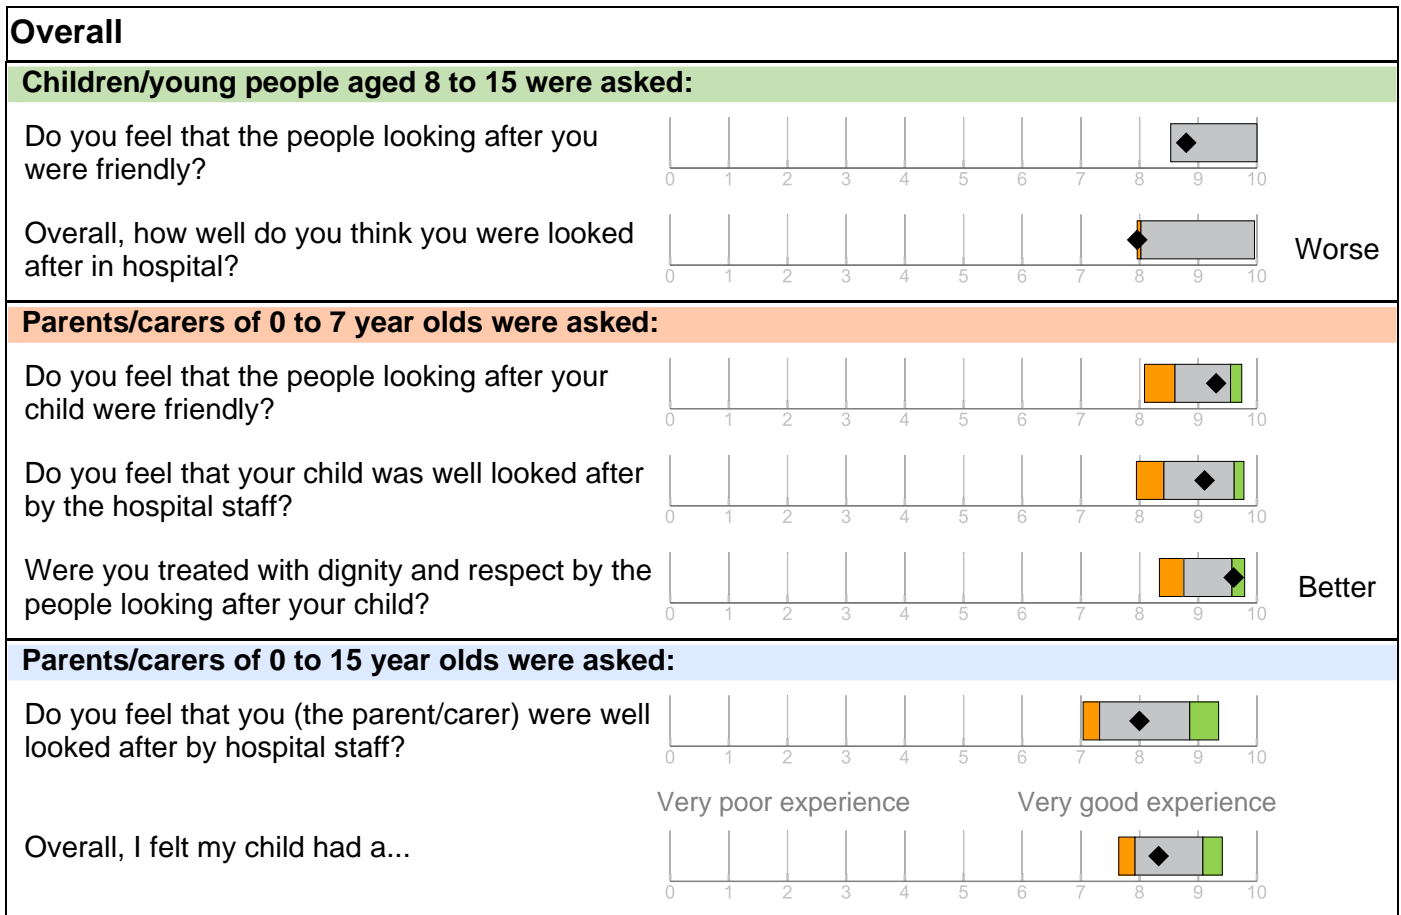 Overall
Children/young people aged 8 to 15 were asked:
Do you feel that the people looking after you
were friendly?
0 1 2 3 4 5 6 7 8 9 10
Overall, how well do you think you were looked
after in hospital?
Worse
0 1 2 3 4 5 6 7 8 9 10
Parents/carers of 0 to 7 year olds were asked:
Do you feel that the people looking after your
child were friendly?
0 1 2 3 4 5 6 7 8 9 10
Do you feel that your child was well looked after
by the hospital staff?
0 1 2 3 4 5 6 7 8 9 10
Were you treated with dignity and respect by the
people looking after your child?
Better
0 1 2 3 4 5 6 7 8 9 10
Parents/carers of 0 to 15 year olds were asked:
Do you feel that you (the parent/carer) were well
looked after by hospital staff?
0 1 2 3 4 5 6 7 8 9 10
Very poor experience Very good experience
Overall, I felt my child had a...
0 1 2 3 4 5 6 7 8 9 10